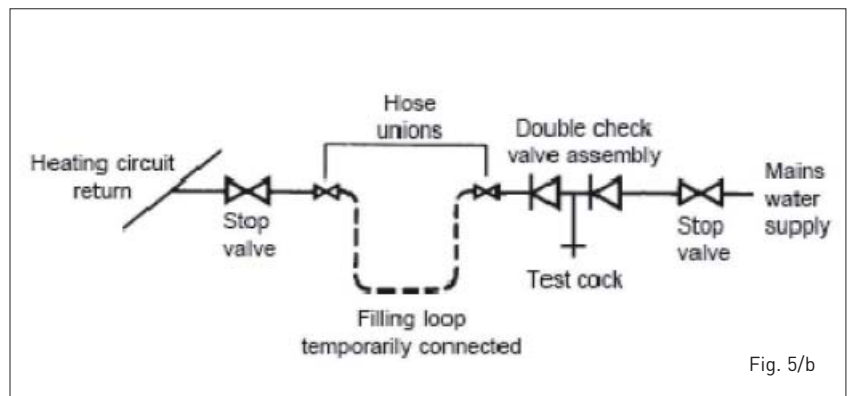 Hose
unions
Double check
valve assembly
Heating circuit
return
Mains
water
supply
Stop
valve
Stop
valve
Test cock
Filling loop
temporarily connected
Fig. 5/b